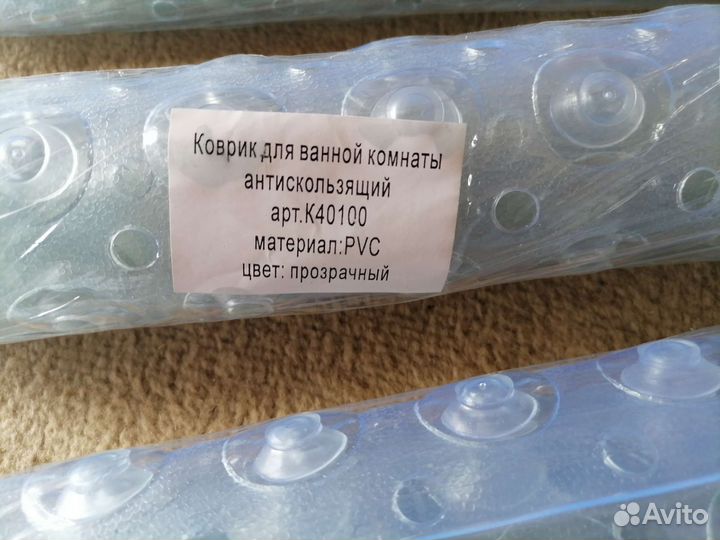 Коврик для ванной комнаты
антискользящий
арт.К40100
материал:PVC
цвет: прозрачный
Avito